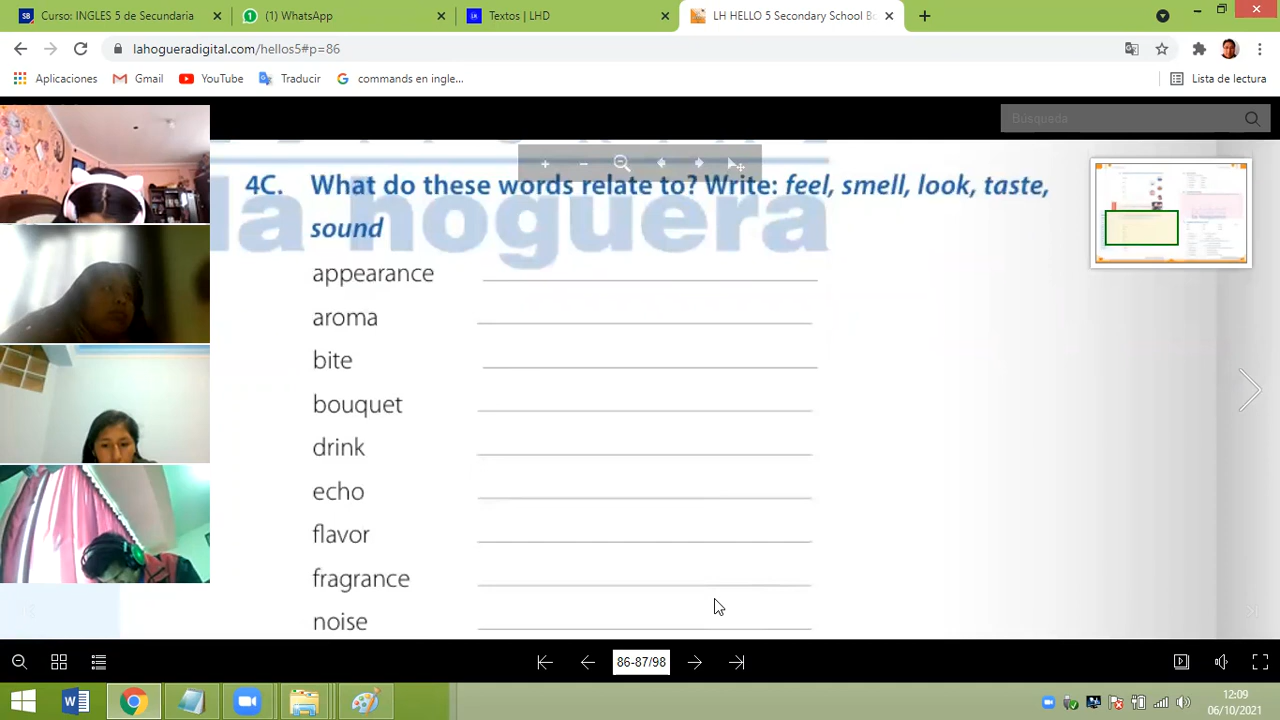 Curso: INGLES 5 de Secundaria
(1) WhatsApp
Textos | LHD
LH HELLO 5 Secondary School Bo
lahogueradigital.com/hellos5#p=86
Aplicaciones
Gmail
YouTube
Traducir
commands en ingle...
Lista de lectura
Búsqueda
la hoguera
4C. What do these words relate to? Write: feel, smell, look, taste,
sound
appearance
aroma
bite
bouquet
drink
echo
flavor
fragrance
noise
86-87/98
12:09
06/10/2021